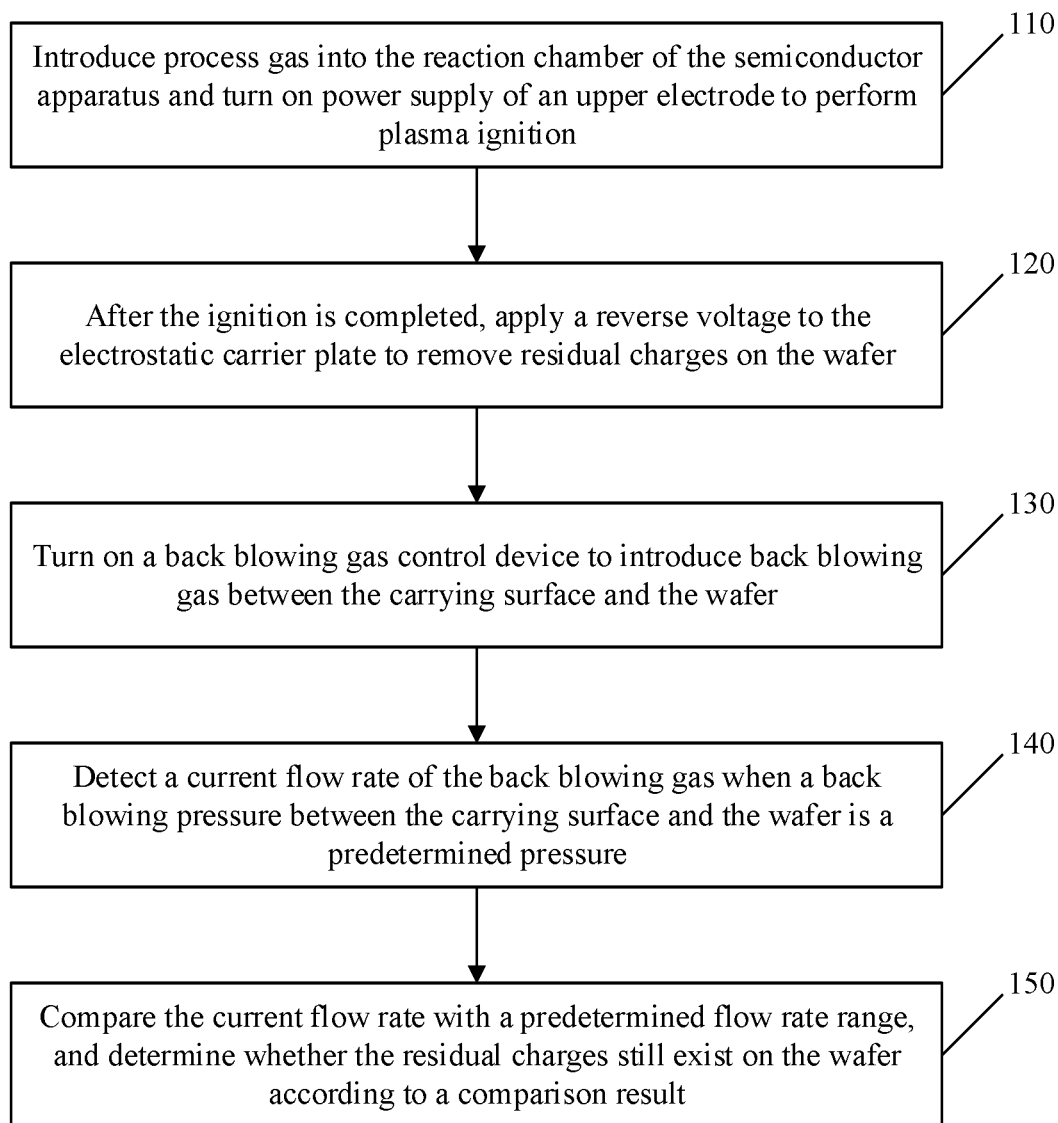 110
Introduce process gas into the reaction chamber of the semiconductor
apparatus and turn on power supply of an upper electrode to perform
plasma ignition
120
After the ignition is completed, apply a reverse voltage to the
electrostatic carrier plate to remove residual charges on the wafer
130
Turn on a back blowing gas control device to introduce back blowing
gas between the carrying surface and the wafer
140
Detect a current flow rate of the back blowing gas when a back
blowing pressure between the carrying surface and the wafer is a
predetermined pressure
150
Compare the current flow rate with a predetermined flow rate range,
and determine whether the residual charges still exist on the wafer
according to a comparison result